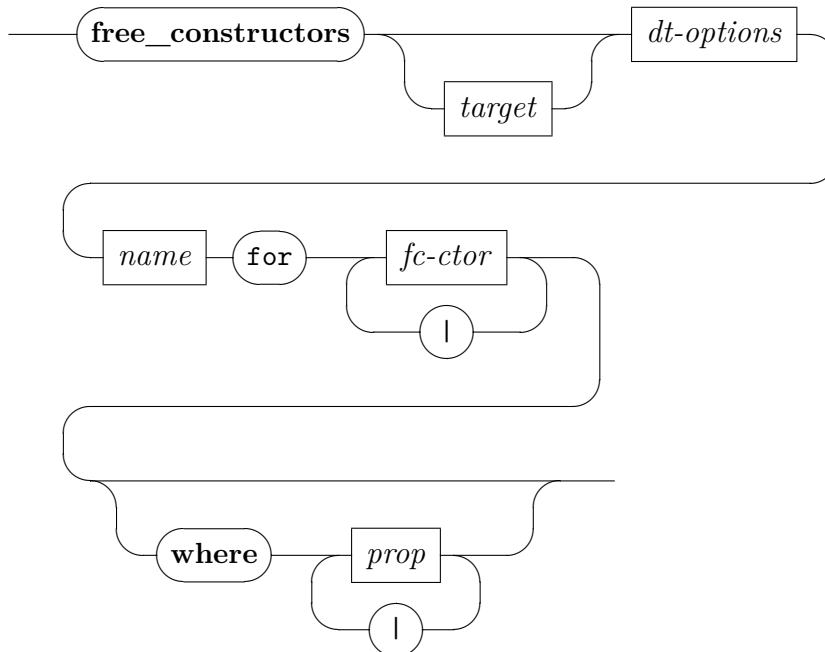 free_constructors dt-options
target
name for fc-ctor
|
where prop
|